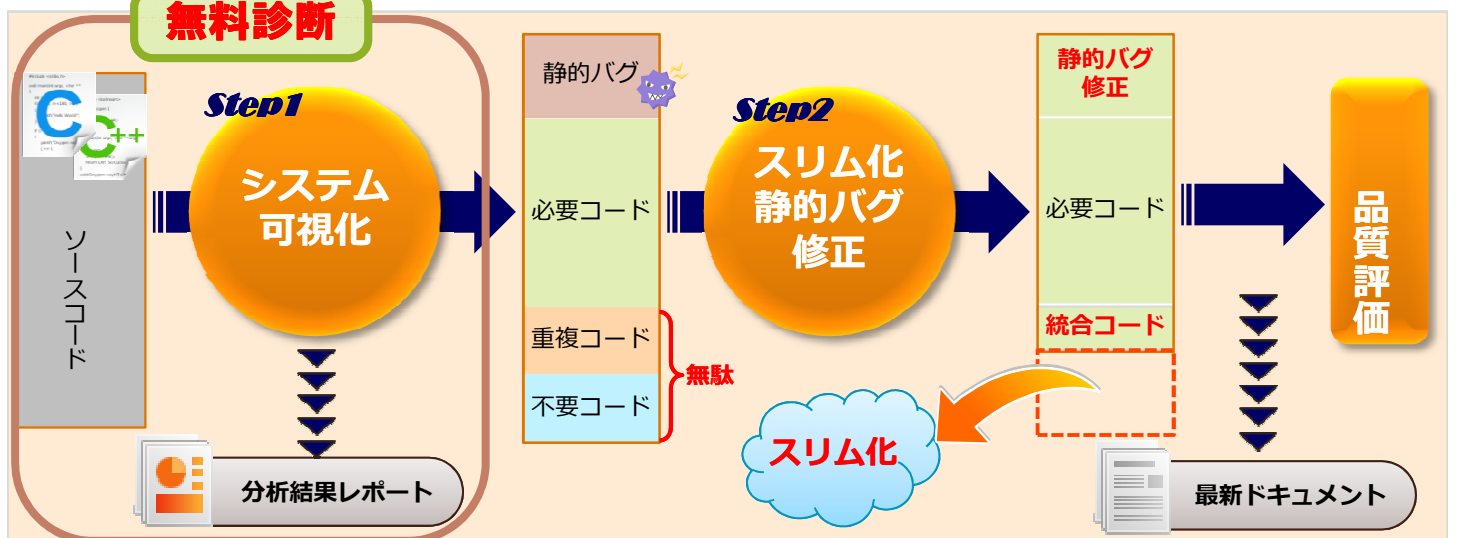 無料診断
C
C++
ソースコード
Step1
システム
可視化
分析結果レポート
静的バグ
必要コード
重複コード
不要コード
無駄
Step2
スリム化
静的バグ
修正
スリム化
静的バグ
修正
必要コード
統合コード
品質評価
最新ドキュメント